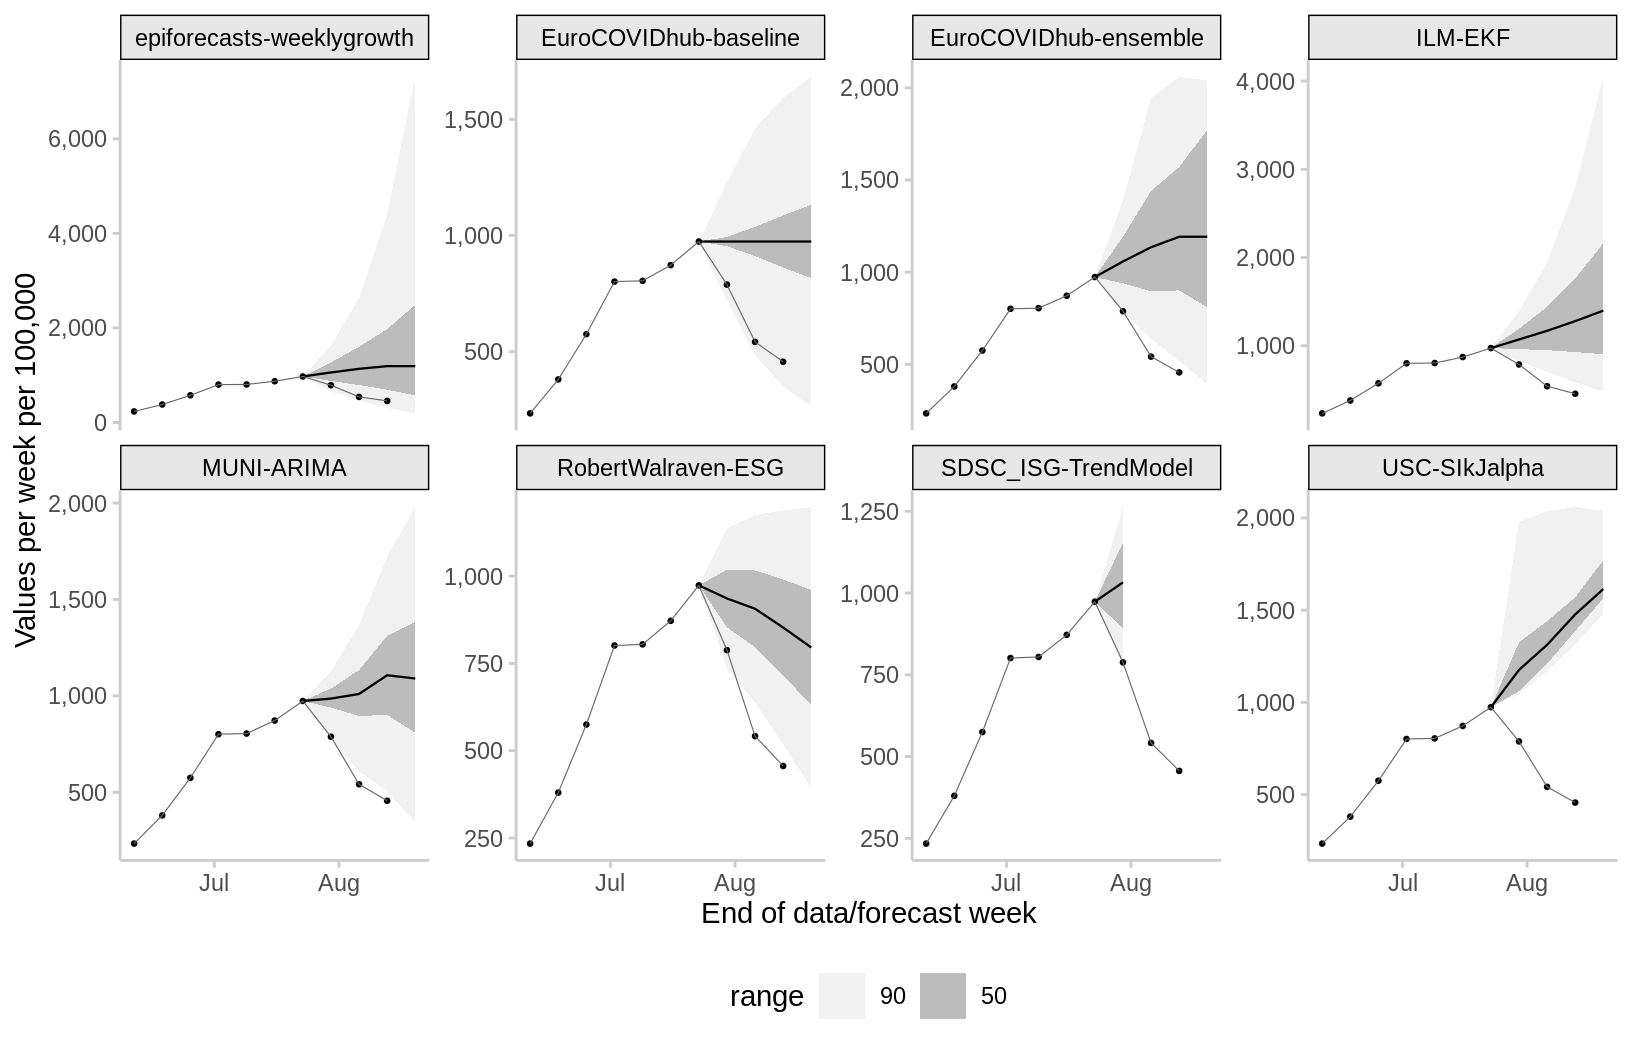 epiforecasts-weeklygrowth
EuroCOVIDhub-baseline
EuroCOVIDhub-ensemble
ILM-EKF
6,000
4,000
2,000
0
1,500
1,000
500
2,000
1,500
1,000
500
4,000
3,000
2,000
1,000
MUNI-ARIMA
RobertWalraven-ESG
SDSC_ISG-TrendModel
USC-SIkJalpha
2,000
1,500
1,000
500
1,000
750
500
250
1,250
1,000
750
500
250
2,000
1,500
1,000
500
Jul Aug
Jul Aug
Jul Aug
Jul Aug
Values per week per 100,000
End of data/forecast week
range 90 50